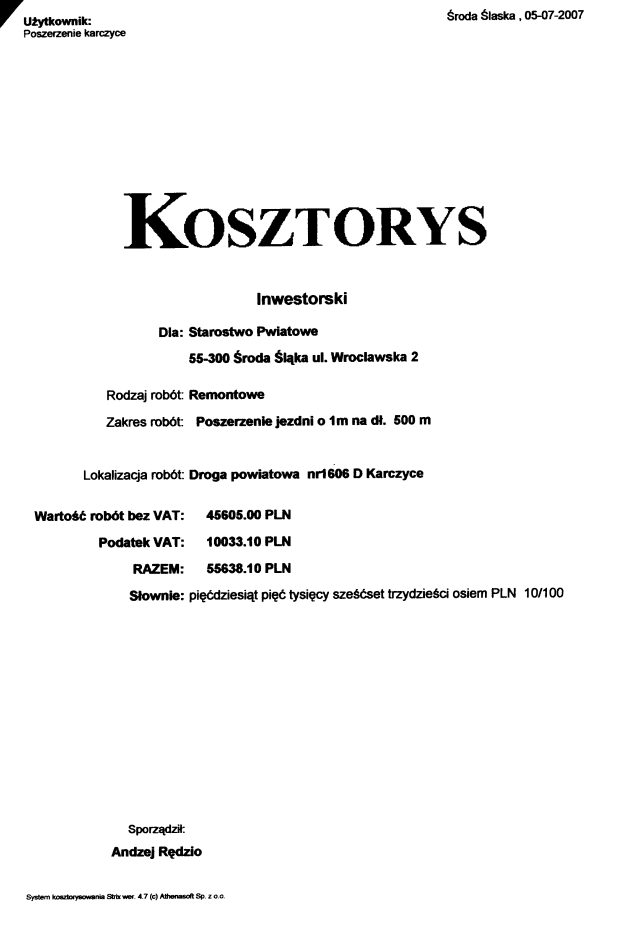 Użytkownik:
Poszerzenie karczyce
Środa Ślaska , 05-07-2007
KOSZTORYS
Inwestorski
Dla: Starostwo Pwiatowe
55-300 Środa Śląka ul. Wroclawska 2
Rodzaj robót: Remontowe
Zakres robót: Poszerzenie jezdni o 1m na dł. 500 m
Lokalizacja robót: Droga powiatowa nr1606 D Karczyce
Wartość robót bez VAT: 45605.00 PLN
Podatek VAT: 10033.10 PLN
RAZEM: 55638.10 PLN
Słownie: pięćdziesiąt pięć tysięcy sześćset trzydzieści osiem PLN 10/100
Sporządził:
Andzej Rędzio
System kosztorysowania Strix wer. 4.7 (c) Athenasoft Sp. z o.o.